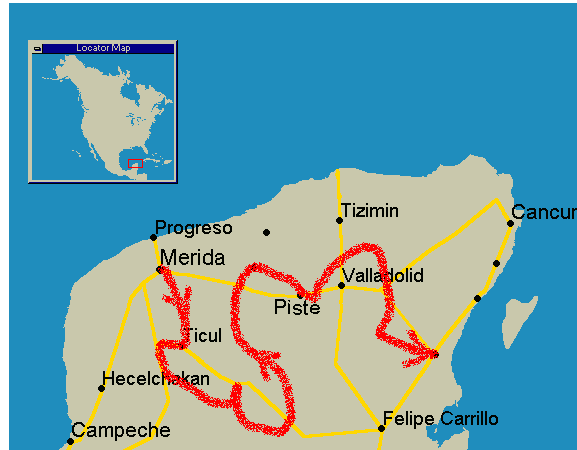 Locator Map
Tizimin
Cancun
Progreso
Merida
Valladolid
Piste
Ticul
Hecelchakan
Felipe Carrillo
Campeche